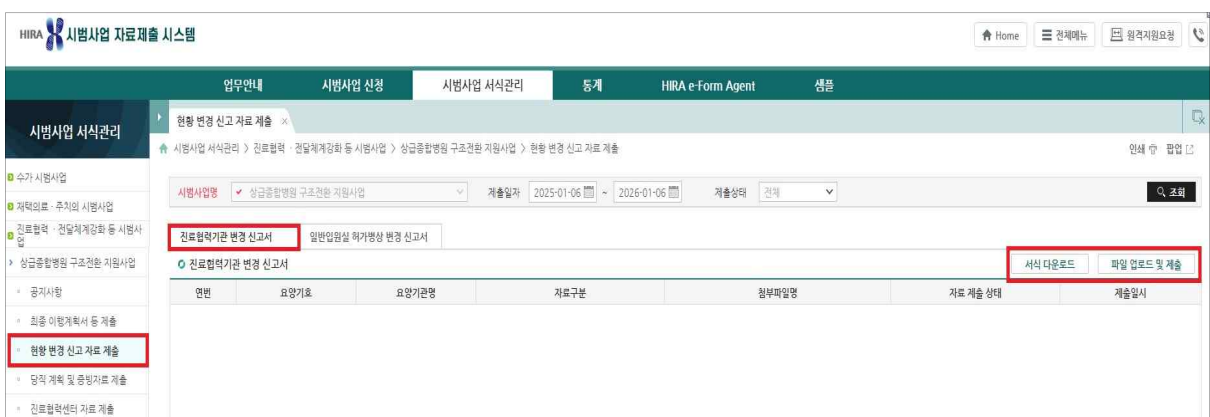 HIRA 시범사업 자료제출 시스템
Home 전체메뉴 원격지원요청
업무안내 시범사업 신청 시범사업 서식관리 통계 HIRA e-Form Agent 샘플
시범사업 서식관리
현황 변경 신고 자료 제출 ×
시범사업 서식관리 > 진료협력 · 전달체계강화 등 시범사업 > 상급종합병원 구조전환 지원사업 > 현황 변경 신고 자료 제출
인쇄 팝업
수가 시범사업
재택의료 · 주치의 시범사업
진료협력 · 전달체계강화 등 시범사
업
상급종합병원 구조전환 지원사업
공지사항
최종 이행계획서 등 제출
현황 변경 신고 자료 제출
당직 계획 및 증빙자료 제출
진료협력센터 자료 제출
시범사업명 상급종합병원 구조전환 지원사업 제출일자 2025-01-06 ~ 2026-01-06 제출상태 전체 조회
진료협력기관 변경 신고서 일반입원실 허가병상 변경 신고서
진료협력기관 변경 신고서
서식 다운로드 파일 업로드 및 제출
연번 요양기호 요양기관명 자료구분 첨부파일명 자료 제출 상태 제출일시